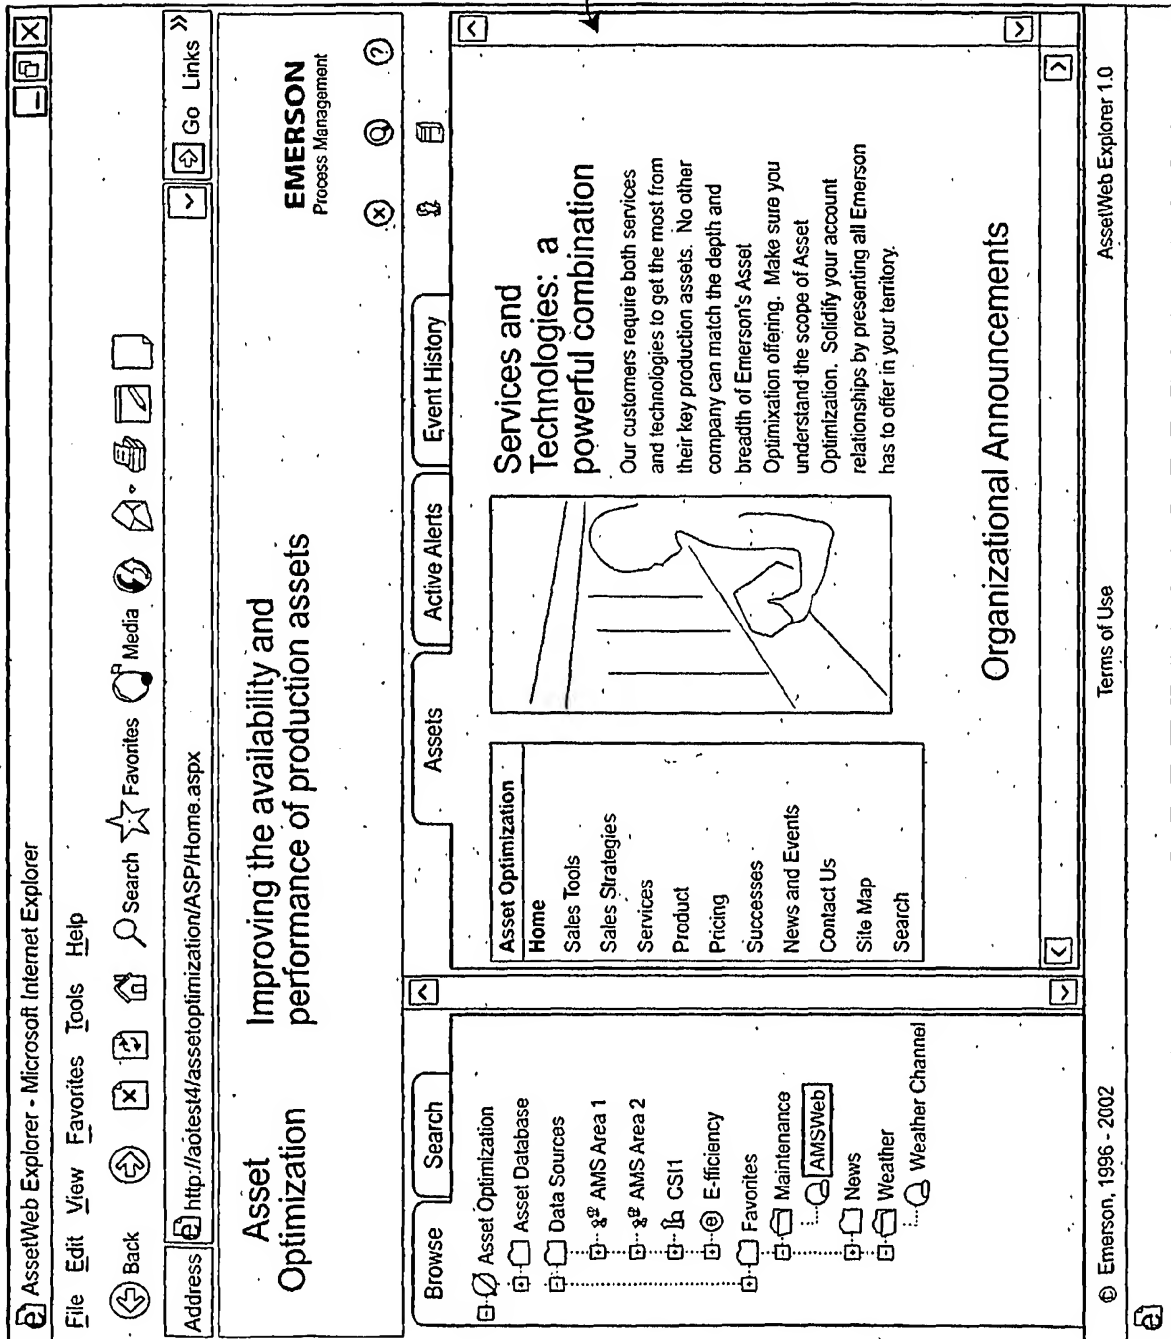 AssetWeb Explorer - Microsoft Internet Explorer
File Edit View Favorites Tools Help
Back Search Favorites Media
Address http://aotest4/assetoptimization/ASP/Home.aspx Go Links »
Asset
Optimization
Improving the availability and
performance of production assets
EMERSON
Process Management
Browse Search
Assets Active Alerts Event History
Asset Optimization
Asset Database
Data Sources
AMS Area 1
AMS Area 2
CSI1
E-fficiency
Favorites
Maintenance
AMSWeb
News
Weather
Weather Channel
Asset Optimization
Home
Sales Tools
Sales Strategies
Services
Product
Pricing
Successes
News and Events
Contact Us
Site Map
Search
Services and
Technologies: a
powerful combination
Our customers require both services
and technologies to get the most from
their key production assets. No other
company can match the depth and
breadth of Emerson's Asset
Optimixation offering. Make sure you
understand the scope of Asset
Optimization. Solidify your account
relationships by presenting all Emerson
has to offer in your territory.
Organizational Announcements
© Emerson, 1996 - 2002 Terms of Use AssetWeb Explorer 1.0